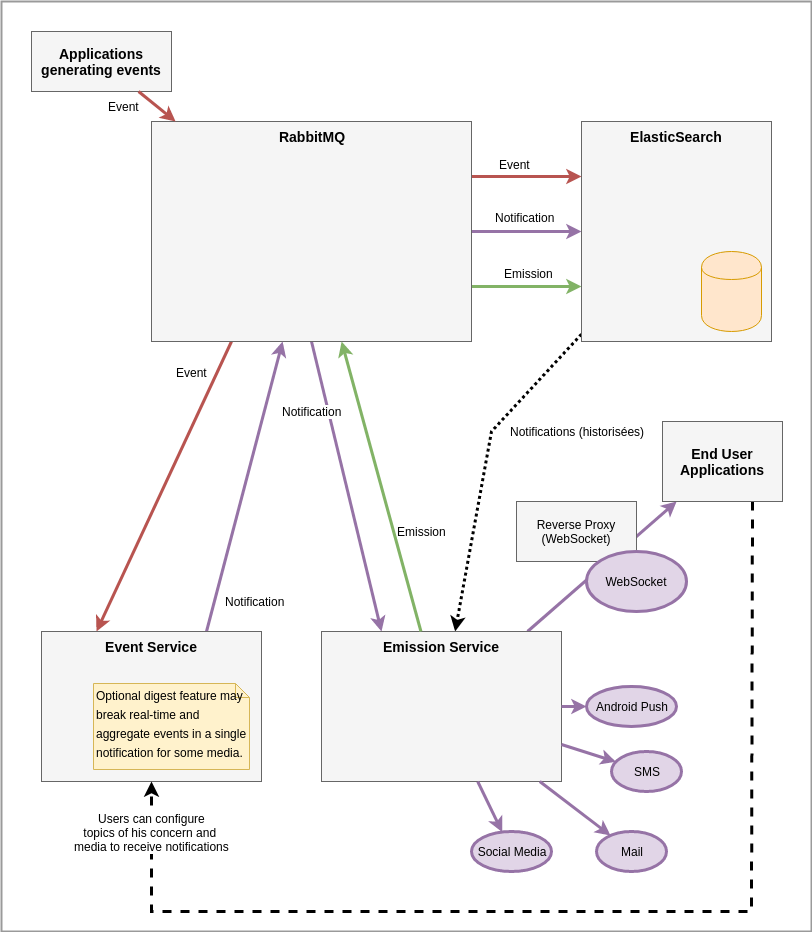 Applications
generating events
Event
RabbitMQ
ElasticSearch
Event
Notification
Emission
Event
Notification
Notifications (historisées)
End User
Applications
Reverse Proxy
(WebSocket)
Emission
WebSocket
Notification
Event Service
Emission Service
Optional digest feature may
break real-time and
aggregate events in a single
notification for some media.
Android Push
SMS
Users can configure
topics of his concern and
media to receive notifications
Social Media
Mail